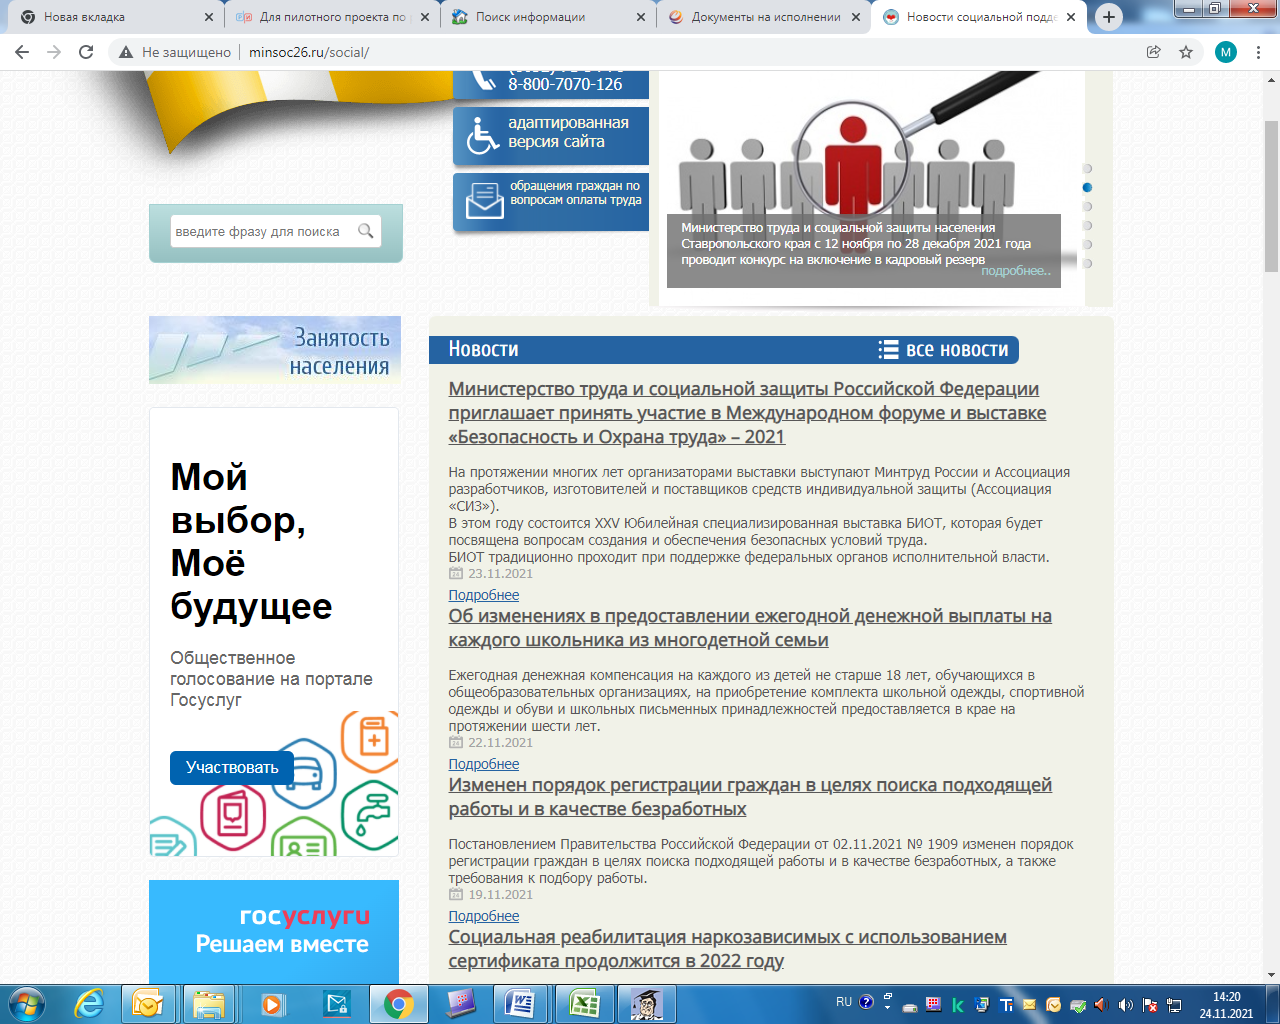 Новая вкладка
Для пилотного проекта по
Поиск информации
Документы на исполнении
Новости социальной подде
Не защищено
minsoc26.ru/social/
M
8-800-7070-126
адаптированная
версия сайта
обращения граждан по
вопросам оплаты труда
введите фразу для поиска
Министерство труда и социальной защиты населения
Ставропольского края с 12 ноября по 28 декабря 2021 года
проводит конкурс на включение в кадровый резерв
подробнее..
Занятость
населения
Мой
выбор,
Моё
будущее
Общественное
голосование на портале
Госуслуг
Участвовать
госуслуги
Решаем вместе
Новости
все новости
Министерство труда и социальной защиты Российской Федерации
приглашает принять участие в Международном форуме и выставке
«Безопасность и Охрана труда» – 2021
На протяжении многих лет организаторами выставки выступают Минтруд России и Ассоциация
разработчиков, изготовителей и поставщиков средств индивидуальной защиты (Ассоциация
«СИЗ»).
В этом году состоится XXV Юбилейная специализированная выставка БИОТ, которая будет
посвящена вопросам создания и обеспечения безопасных условий труда.
БИОТ традиционно проходит при поддержке федеральных органов исполнительной власти.
23.11.2021
Подробнее
Об изменениях в предоставлении ежегодной денежной выплаты на
каждого школьника из многодетной семьи
Ежегодная денежная компенсация на каждого из детей не старше 18 лет, обучающихся в
общеобразовательных организациях, на приобретение комплекта школьной одежды, спортивной
одежды и обуви и школьных письменных принадлежностей предоставляется в крае на
протяжении шести лет.
22.11.2021
Подробнее
Изменен порядок регистрации граждан в целях поиска подходящей
работы и в качестве безработных
Постановлением Правительства Российской Федерации от 02.11.2021 № 1909 изменен порядок
регистрации граждан в целях поиска подходящей работы и в качестве безработных, а также
требования к подбору работы.
19.11.2021
Подробнее
Социальная реабилитация наркозависимых с использованием
сертификата продолжится в 2022 году
RU
14:20
24.11.2021